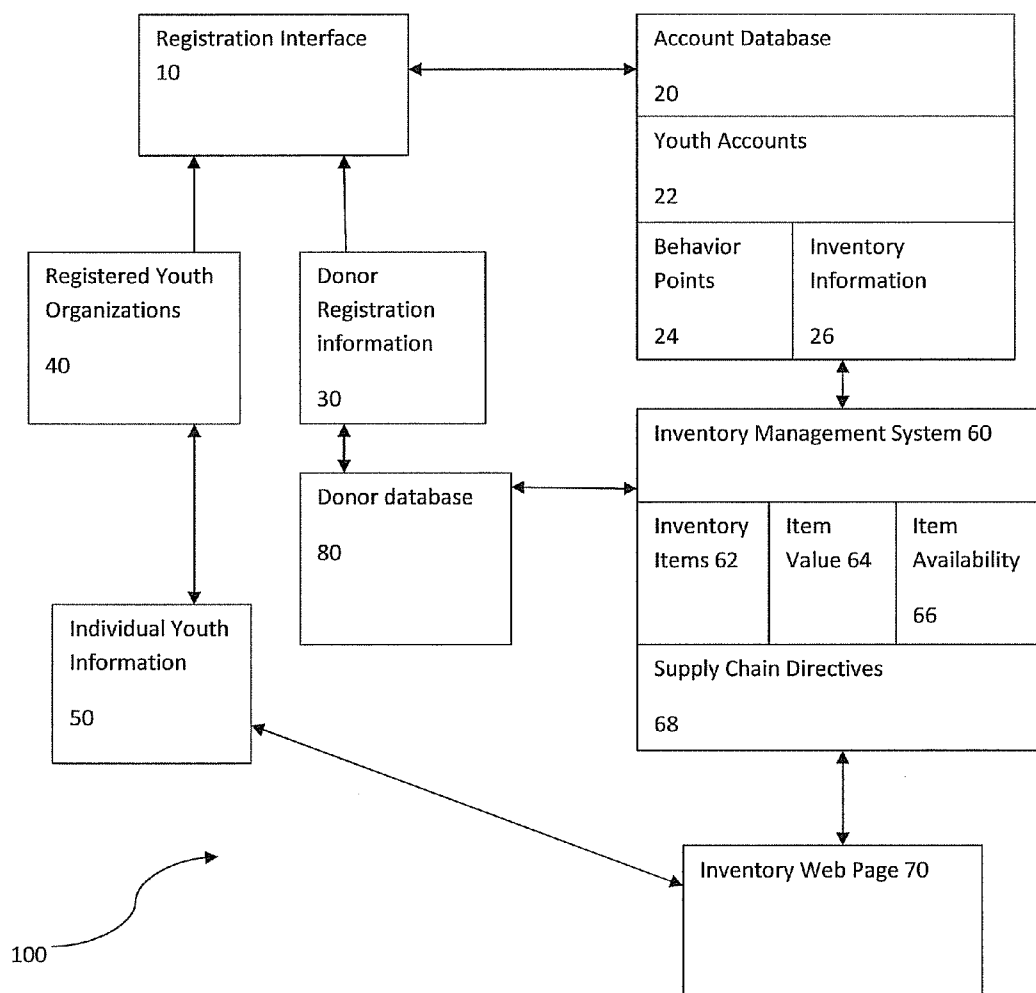 Registration Interface
10
Account Database
20
Youth Accounts
22
Behavior
Points
24
Inventory
Information
26
Registered Youth
Organizations
40
Donor
Registration
information
30
Donor database
80
Inventory Management System 60
Inventory
Items 62
Item
Value 64
Item
Availability
66
Supply Chain Directives
68
Individual Youth
Information
50
Inventory Web Page 70
100